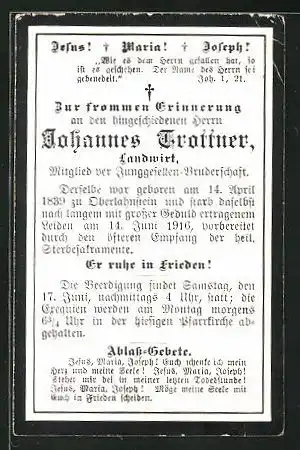 Jesus! † Maria! † Joseph!
„Wie es dem Herrn gefallen hat, so
ist es geschehen. Der Name des Herrn sei
gebenedeit." Job. 1, 21.
†
Zur frommen Erinnerung
an den hingeschiedenen Herrn
Johannes Trottner,
Landwirt,
Mitglied der Junggesellen-Bruderschaft.
Derselbe war geboren am 14. April
1839 zu Oberlahnstein und starb daselbst
nach langem mit großer Geduld ertragenem
Leiden am 14. Juni 1916, vorbereitet
durch den öfteren Empfang der heil.
Sterbesakramente.
Er ruhe in Frieden!
Die Beerdigung findet Samstag, den
17. Juni, nachmittags 4 Uhr, statt; die
Exequien werden am Montag morgens
6¾ Uhr in der hiesigen Pfarrkirche ab-
gehalten.
Ablaß-Gebete.
Jesus, Maria, Joseph! Euch schenke ich mein
Herz und meine Seele! Jesus, Maria, Joseph!
Stehet mir bei in meiner letzten Todesstunde!
Jesus, Maria, Joseph! Möge meine Seele mit
Euch in Frieden scheiden.